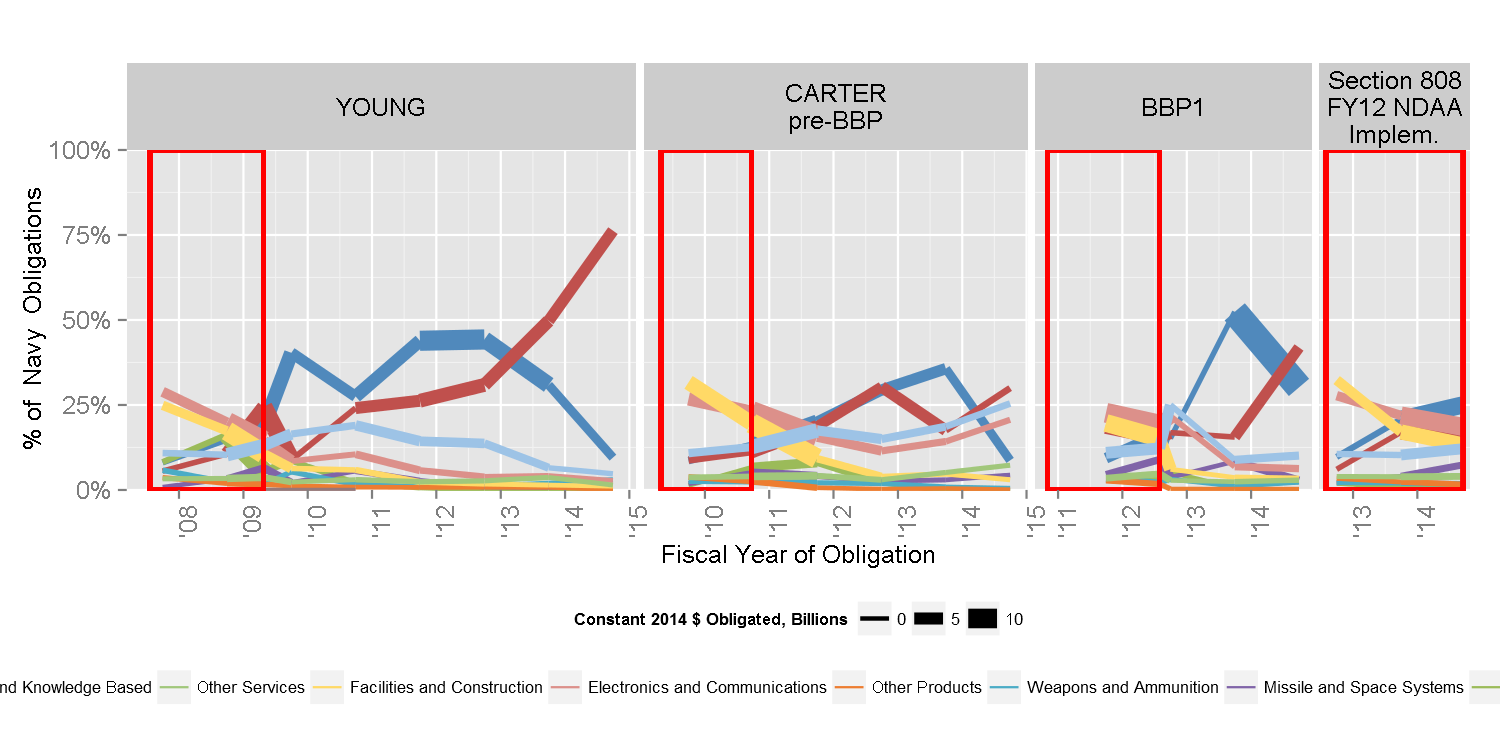 YOUNG
CARTER
pre-BBP
BBP1
Section 808
FY12 NDAA
Implem.
100%
75%
50%
25%
0%
% of Navy Obligations
'08 '09 '10 '11 '12 '13 '14 '15
'10 '11 '12 '13 '14 '15
'11 '12 '13 '14
'13 '14
Fiscal Year of Obligation
Constant 2014 $ Obligated, Billions 0 5 10
nd Knowledge Based Other Services Facilities and Construction Electronics and Communications Other Products Weapons and Ammunition Missile and Space Systems